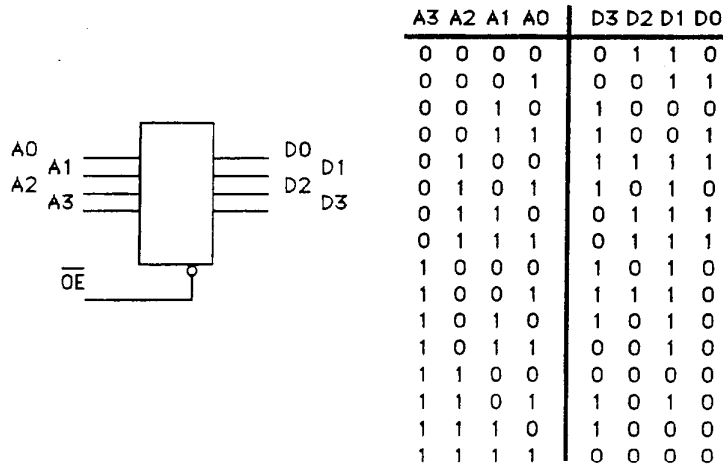 A3 A2 A1 A0 D3 D2 D1 D0
0 0 0 0 0 1 1 0
0 0 0 1 0 0 1 1
0 0 1 0 1 0 0 0
0 0 1 1 1 0 0 1
0 1 0 0 1 1 1 1
0 1 0 1 1 0 1 0
0 1 1 0 0 1 1 1
0 1 1 1 0 1 1 1
1 0 0 0 1 0 1 0
1 0 0 1 1 1 1 0
1 0 1 0 1 0 1 0
1 0 1 1 0 0 1 0
1 1 0 0 0 0 0 0
1 1 0 1 1 0 1 0
1 1 1 0 1 0 0 0
1 1 1 1 0 0 0 0
A0 D0
A1 D1
A2 D2
A3 D3
OE